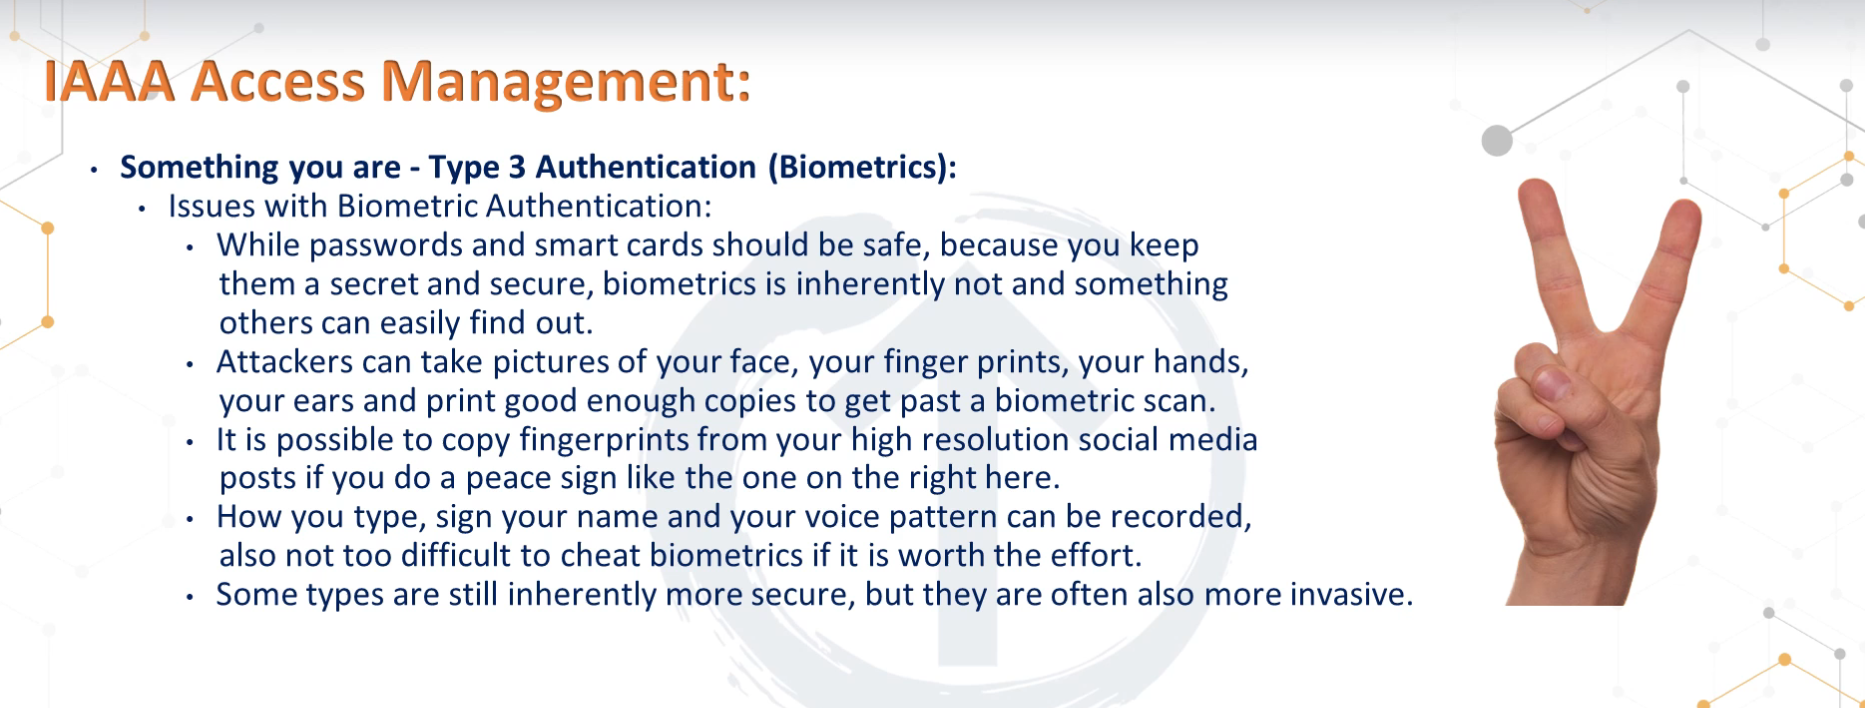 IAAA Access Management:
• Something you are - Type 3 Authentication (Biometrics):
• Issues with Biometric Authentication:
• While passwords and smart cards should be safe, because you keep
them a secret and secure, biometrics is inherently not and something
others can easily find out.
• Attackers can take pictures of your face, your finger prints, your hands,
your ears and print good enough copies to get past a biometric scan.
• It is possible to copy fingerprints from your high resolution social media
posts if you do a peace sign like the one on the right here.
• How you type, sign your name and your voice pattern can be recorded,
also not too difficult to cheat biometrics if it is worth the effort.
• Some types are still inherently more secure, but they are often also more invasive.